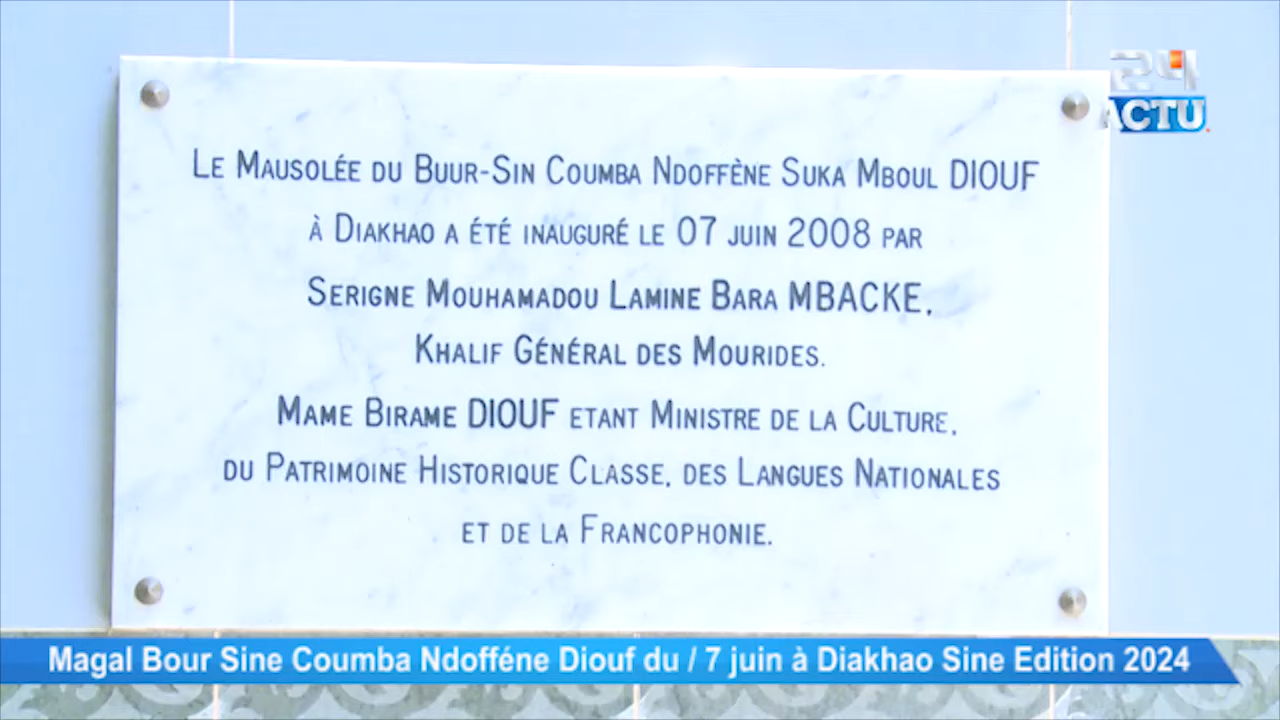 24
ACTU
Le Mausolée du Buur-Sin Coumba Ndoffène Suka Mboul DIOUF
à Diakhao a été inauguré le 07 juin 2008 par
Serigne Mouhamadou Lamine Bara MBACKE,
Khalif Général des Mourides.
Mame Birame DIOUF etant Ministre de la Culture,
du Patrimoine Historique Classe, des Langues Nationales
et de la Francophonie.
Magal Bour Sine Coumba Ndofféne Diouf du / 7 juin à Diakhao Sine Edition 2024